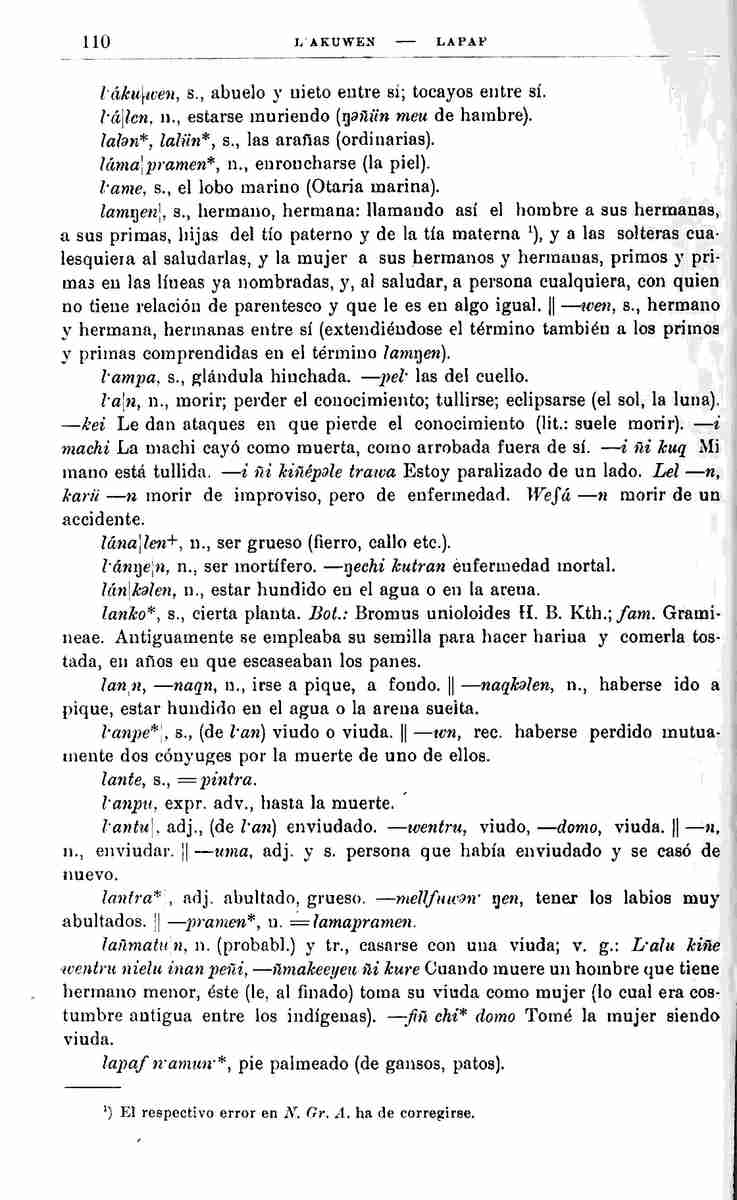 110 L·AKUWEN — LAPAF
l·áku|wen, s., abuelo y nieto entre sí; tocayos entre sí.
l·á|len, n., estarse muriendo (ŋəñün meu de hambre).
lalən*, lalün*, s., las arañas (ordinarias).
láma|pramen*, n., enroncharse (la piel).
l·ame, s., el lobo marino (Otaria marina).
lamŋen|, s., hermano, hermana: llamando así el hombre a sus hermanas,
a sus primas, hijas del tío paterno y de la tía materna ¹), y a las solteras cua-
lesquiera al saludarlas, y la mujer a sus hermanos y hermanas, primos y pri-
mas en las líneas ya nombradas, y, al saludar, a persona cualquiera, con quien
no tiene relación de parentesco y que le es en algo igual. || —wen, s., hermano
y hermana, hermanas entre sí (extendiéndose el término también a los primos
y primas comprendidas en el término lamŋen).
l·ampa, s., glándula hinchada. —pel· las del cuello.
l·a|n, n., morir; perder el conocimiento; tullirse; eclipsarse (el sol, la luna).
—kei Le dan ataques en que pierde el conocimiento (lit.: suele morir). —i
machi La machi cayó como muerta, como arrobada fuera de sí. —i ñi kuq Mi
mano está tullida. —i ñi kiñépəle trawa Estoy paralizado de un lado. Lel —n,
karü —n morir de improviso, pero de enfermedad. Weʃá —n morir de un
accidente.
lána|len+, n., ser grueso (fierro, callo etc.).
l·ánŋe|n, n., ser mortífero. —ŋechi kutran enfermedad mortal.
lán|kəlen, n., estar hundido en el agua o en la arena.
lanko*, s., cierta planta. Bot.: Bromus unioloides H. B. Kth.; fam. Grami-
neae. Antiguamente se empleaba su semilla para hacer harina y comerla tos-
tada, en años en que escaseaban los panes.
lan|n, —naqn, n., irse a pique, a fondo. || —naqkəlen, n., haberse ido a
pique, estar hundido en el agua o la arena suelta.
l·anpe*|, s., (de l·an) viudo o viuda. || —wn, rec. haberse perdido mutua-
mente dos cónyuges por la muerte de uno de ellos.
lante, s., = pintra.
l·anpu, expr. adv., hasta la muerte.
l·antu|, adj., (de l·an) enviudado. —wentru, viudo, —domo, viuda. || —n,
n., enviudar. || —uma, adj. y s. persona que había enviudado y se casó de
nuevo.
lantra*|, adj. abultado, grueso. —mellfuwən· ŋen, tener los labios muy
abultados. || —pramen*, n. = lamapramen.
lañmatu|n, n. (probabl.) y tr., casarse con una viuda; v. g.: L·alu kiñe
wentru nielu inan peñi, —ñmakeeyeu ñi kure Cuando muere un hombre que tiene
hermano menor, éste (le, al finado) toma su viuda como mujer (lo cual era cos-
tumbre antigua entre los indígenas). —fiñ chi* domo Tomé la mujer siendo
viuda.
lapaf n·amun·*, pie palmeado (de gansos, patos).
¹) El respectivo error en N. Gr. A. ha de corregirse.